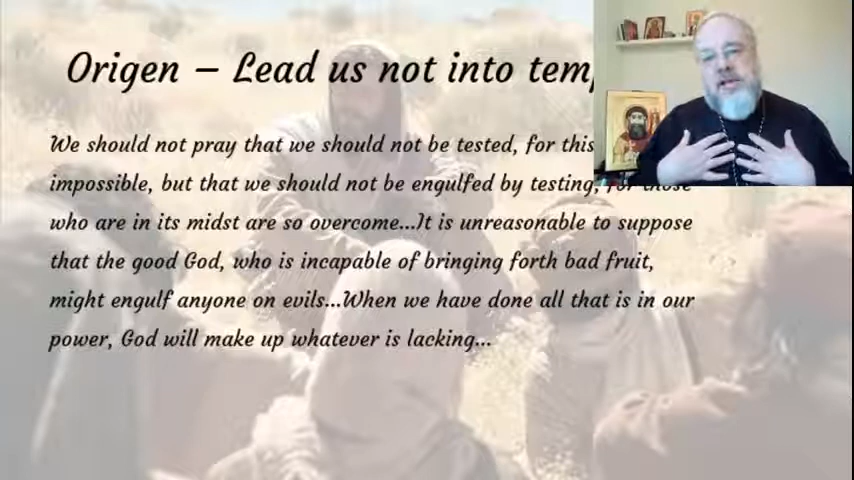 Origen – Lead us not into temp
We should not pray that we should not be tested, for this
impossible, but that we should not be engulfed by testing, for those
who are in its midst are so overcome...It is unreasonable to suppose
that the good God, who is incapable of bringing forth bad fruit,
might engulf anyone on evils...When we have done all that is in our
power, God will make up whatever is lacking...